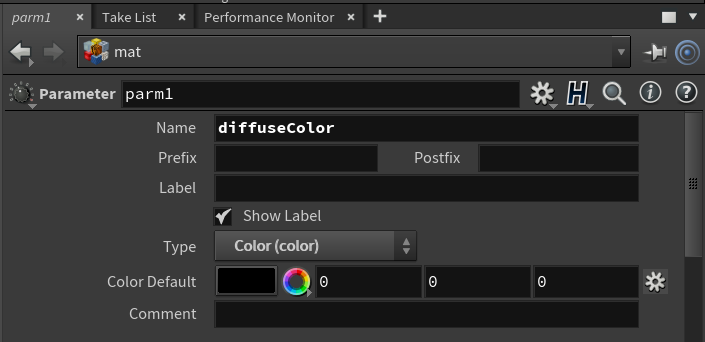 parm1 × Take List × Performance Monitor × +
mat
Parameter parm1
Name diffuseColor
Prefix Postfix
Label
Show Label
Type Color (color)
Color Default 0 0 0
Comment